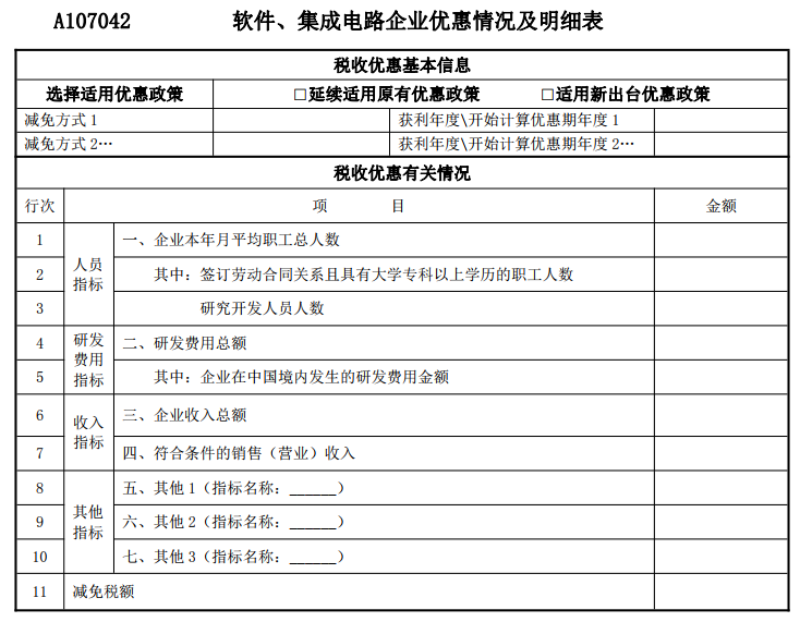 A107042 软件、集成电路企业优惠情况及明细表
税收优惠基本信息
选择适用优惠政策 □延续适用原有优惠政策 □适用新出台优惠政策
减免方式 1 获利年度\开始计算优惠期年度 1
减免方式 2… 获利年度\开始计算优惠期年度 2…
税收优惠有关情况
行次 项 目 金额
1 人员指标 一、企业本年月平均职工总人数
2 其中：签订劳动合同关系且具有大学专科以上学历的职工人数
3 研究开发人员人数
4 研发费用指标 二、研发费用总额
5 其中：企业在中国境内发生的研发费用金额
6 收入指标 三、企业收入总额
7 四、符合条件的销售（营业）收入
8 其他指标 五、其他 1（指标名称：______）
9 六、其他 2（指标名称：______）
10 七、其他 3（指标名称：______）
11 减免税额